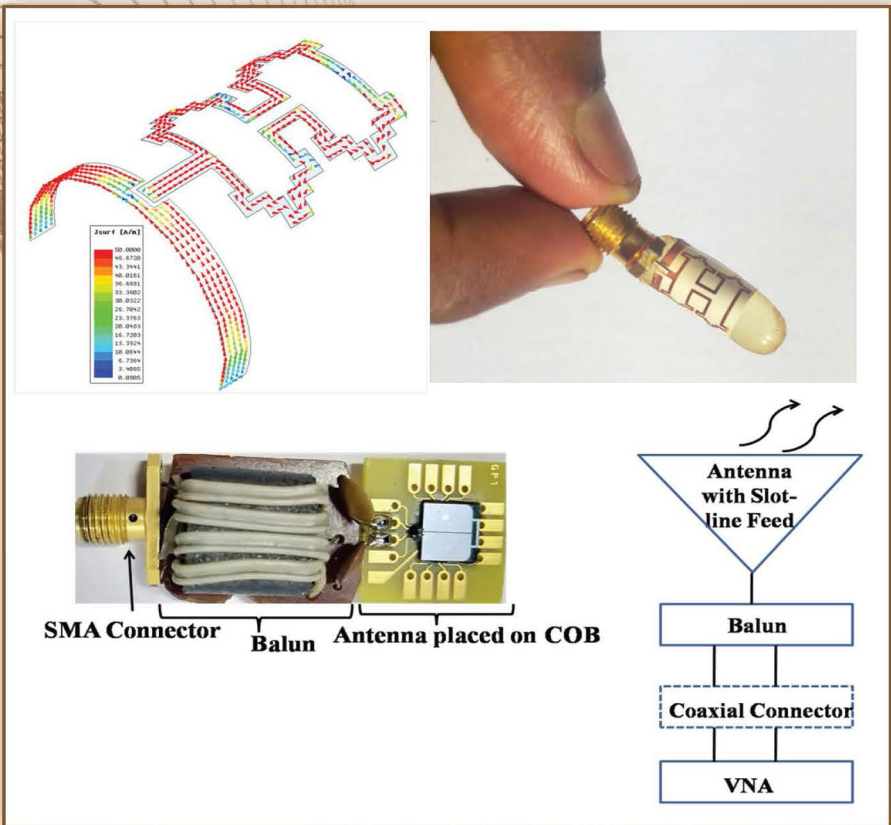 Jsurf [A/m]
50.0000
46.6720
43.3441
40.0161
36.6881
33.3602
30.0322
26.7042
23.3763
20.0483
16.7203
13.3924
10.0644
6.7364
3.4085
0.0805
GP1
SMA Connector
Balun
Antenna placed on COB
Antenna
with Slot-
line Feed
Balun
Coaxial Connector
VNA